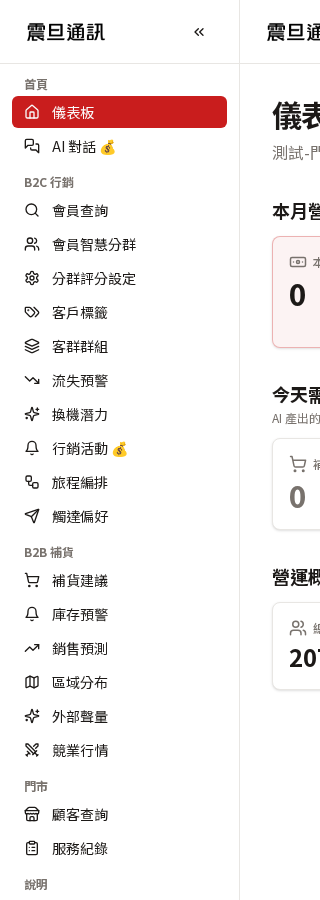 震旦通訊
首頁
儀表板
AI 對話 💰
B2C 行銷
會員查詢
會員智慧分群
分群評分設定
客戶標籤
客群群組
流失預警
換機潛力
行銷活動 💰
旅程編排
觸達偏好
B2B 補貨
補貨建議
庫存預警
銷售預測
區域分布
外部聲量
競業行情
門市
顧客查詢
服務紀錄
說明
震旦通
儀表
測試-門
本月營
本
0
今天需
AI 產出的
補
0
營運概
總
207